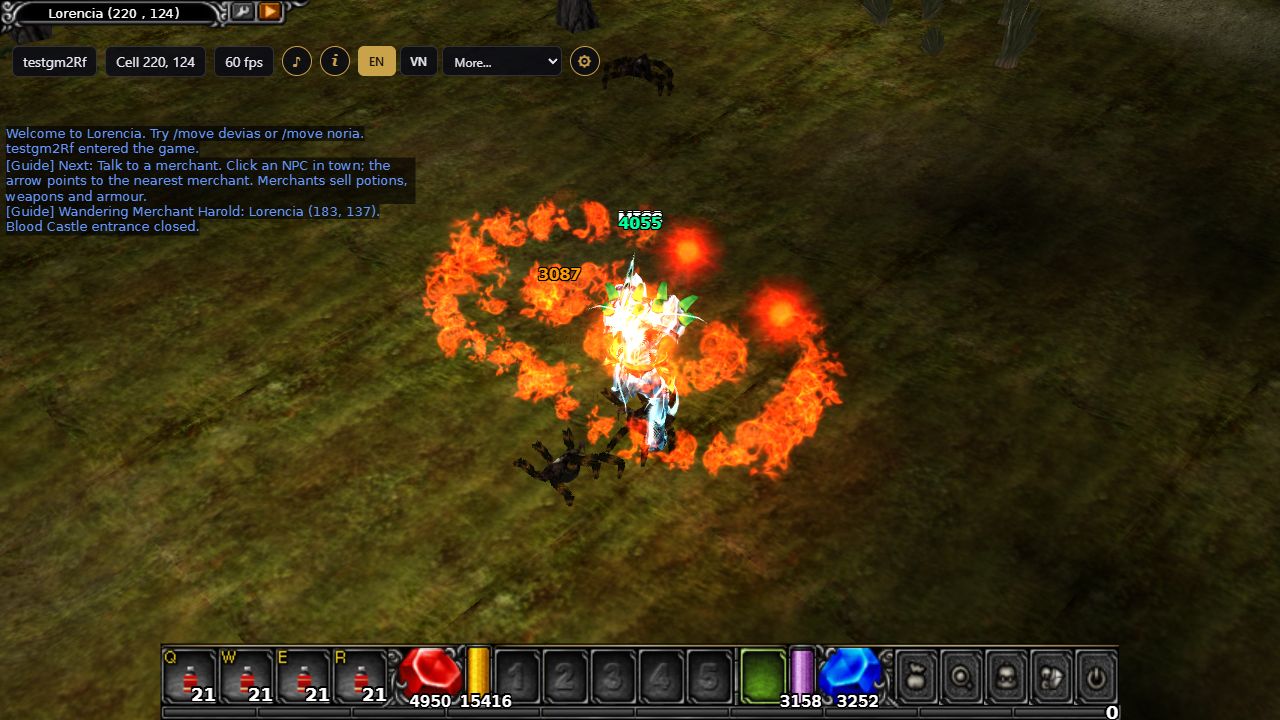 Lorencia (220 , 124)
testgm2Rf
Cell 220, 124
60 fps
EN
VN
More...
Welcome to Lorencia. Try /move devias or /move noria.
testgm2Rf entered the game.
[Guide] Next: Talk to a merchant. Click an NPC in town; the
arrow points to the nearest merchant. Merchants sell potions,
weapons and armour.
[Guide] Wandering Merchant Harold: Lorencia (183, 137).
Blood Castle entrance closed.
4055
3087
Q
W
E
R
21
21
21
21
4950
15416
1
2
3
4
5
3158
3252
0